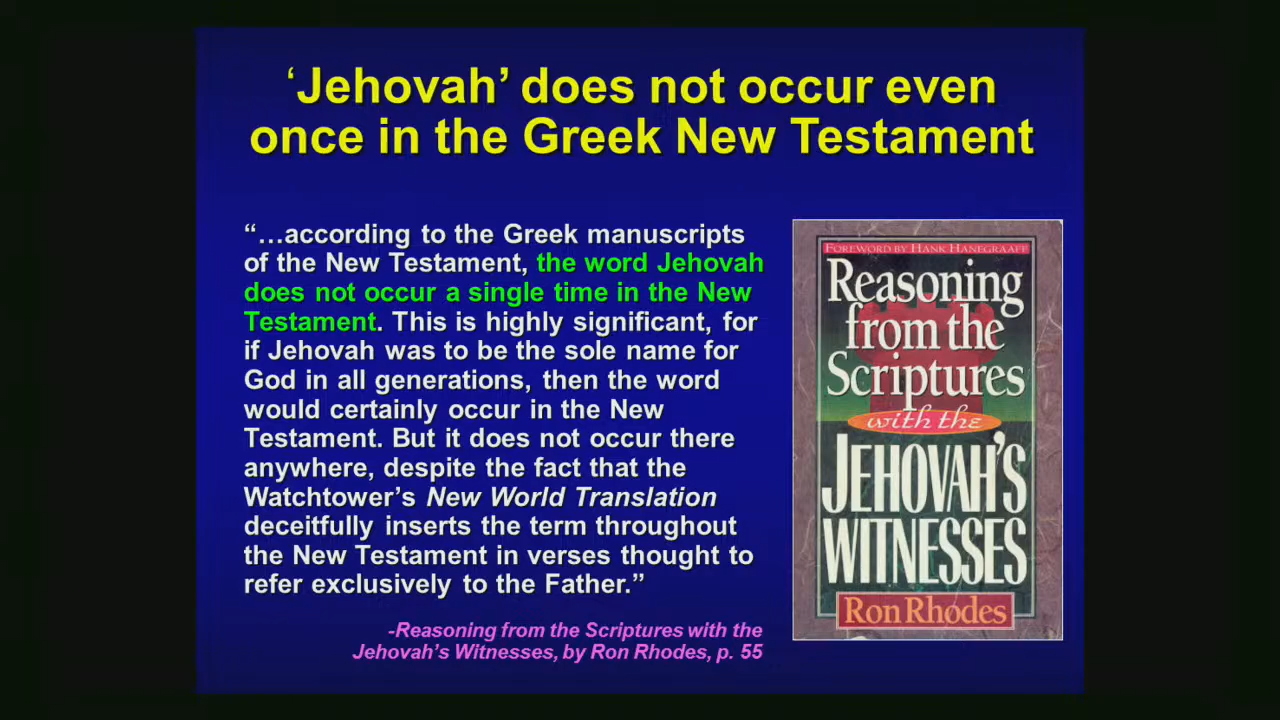 ‘Jehovah’ does not occur even
once in the Greek New Testament
“…according to the Greek manuscripts
of the New Testament, the word Jehovah
does not occur a single time in the New
Testament. This is highly significant, for
if Jehovah was to be the sole name for
God in all generations, then the word
would certainly occur in the New
Testament. But it does not occur there
anywhere, despite the fact that the
Watchtower’s New World Translation
deceitfully inserts the term throughout
the New Testament in verses thought to
refer exclusively to the Father.”
-Reasoning from the Scriptures with the
Jehovah’s Witnesses, by Ron Rhodes, p. 55
FOREWORD BY HANK HANEGRAAFF
Reasoning
from the
Scriptures
with the
JEHOVAH'S
WITNESSES
Ron Rhodes